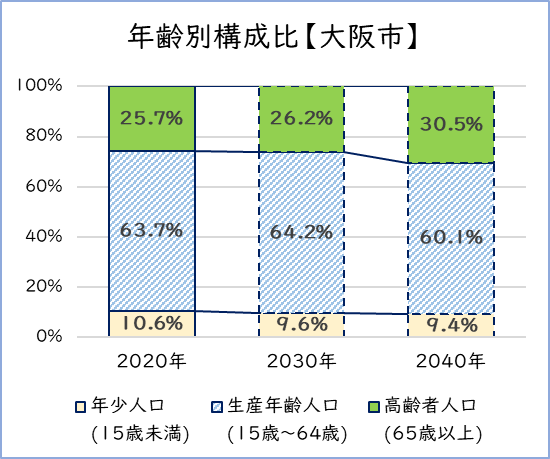 年齢別構成比【大阪市】
100%
80%
60%
40%
20%
0%
25.7% 26.2% 30.5%
63.7% 64.2% 60.1%
10.6% 9.6% 9.4%
2020年 2030年 2040年
年少人口 生産年齢人口 高齢者人口
(15歳未満) (15歳～64歳) (65歳以上)